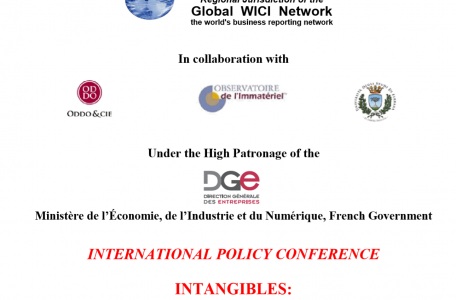 Regional Jurisdiction of the
Global WICI Network
the world's business reporting network
In collaboration with
ODDO
ODDO & CIE
OBSERVATOIRE
de l'Immatériel
Under the High Patronage of the
DGE
DIRECTION GÉNÉRALE
DES ENTREPRISES
Ministère de l'Économie, de l'Industrie et du Numérique, French Government
INTERNATIONAL POLICY CONFERENCE
INTANGIBLES: